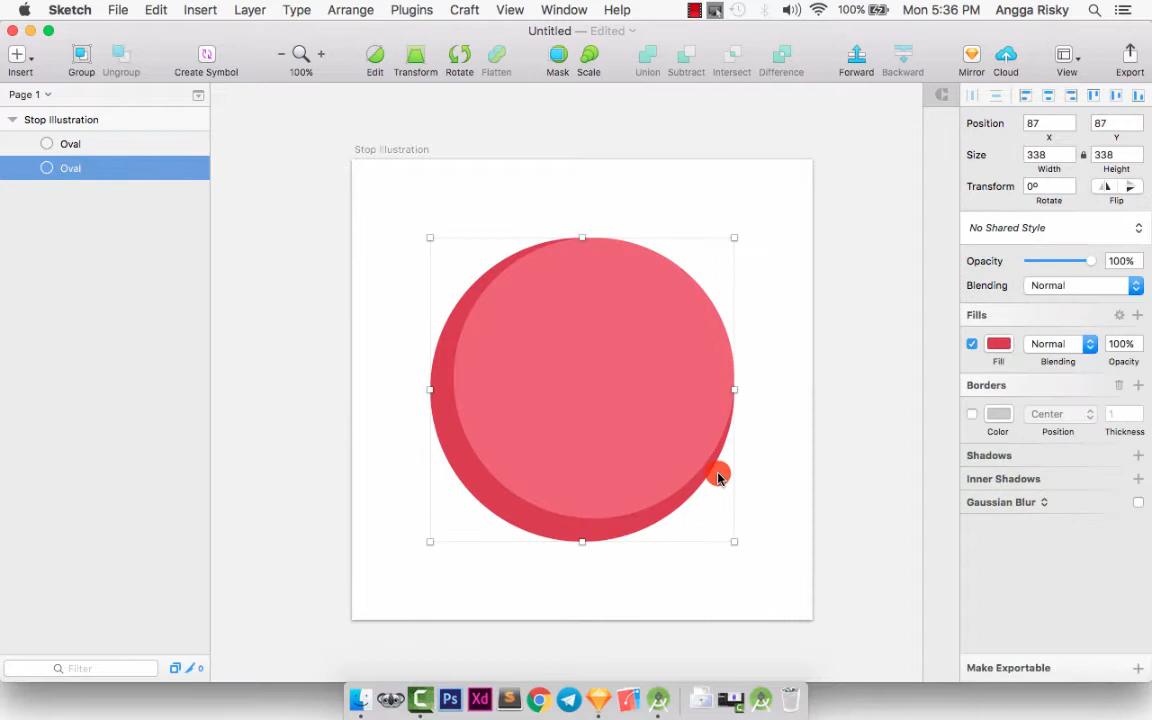 Sketch File Edit Insert Layer Type Arrange Plugins Craft View Window Help 100% Mon 5:36 PM Angga Risky
Untitled — Edited
Insert Group Ungroup Create Symbol 100% Edit Transform Rotate Flatten Mask Scale Union Subtract Intersect Difference Forward Backward Mirror Cloud View Export
Page 1
Stop Illustration
Oval
Oval
Filter 0
Stop Illustration
Position 87 87
X Y
Size 338 338
Width Height
Transform 0º
Rotate Flip
No Shared Style
Opacity 100%
Blending Normal
Fills
Normal 100%
Fill Blending Opacity
Borders
Center 1
Color Position Thickness
Shadows
Inner Shadows
Gaussian Blur
Make Exportable
Ps Xd S